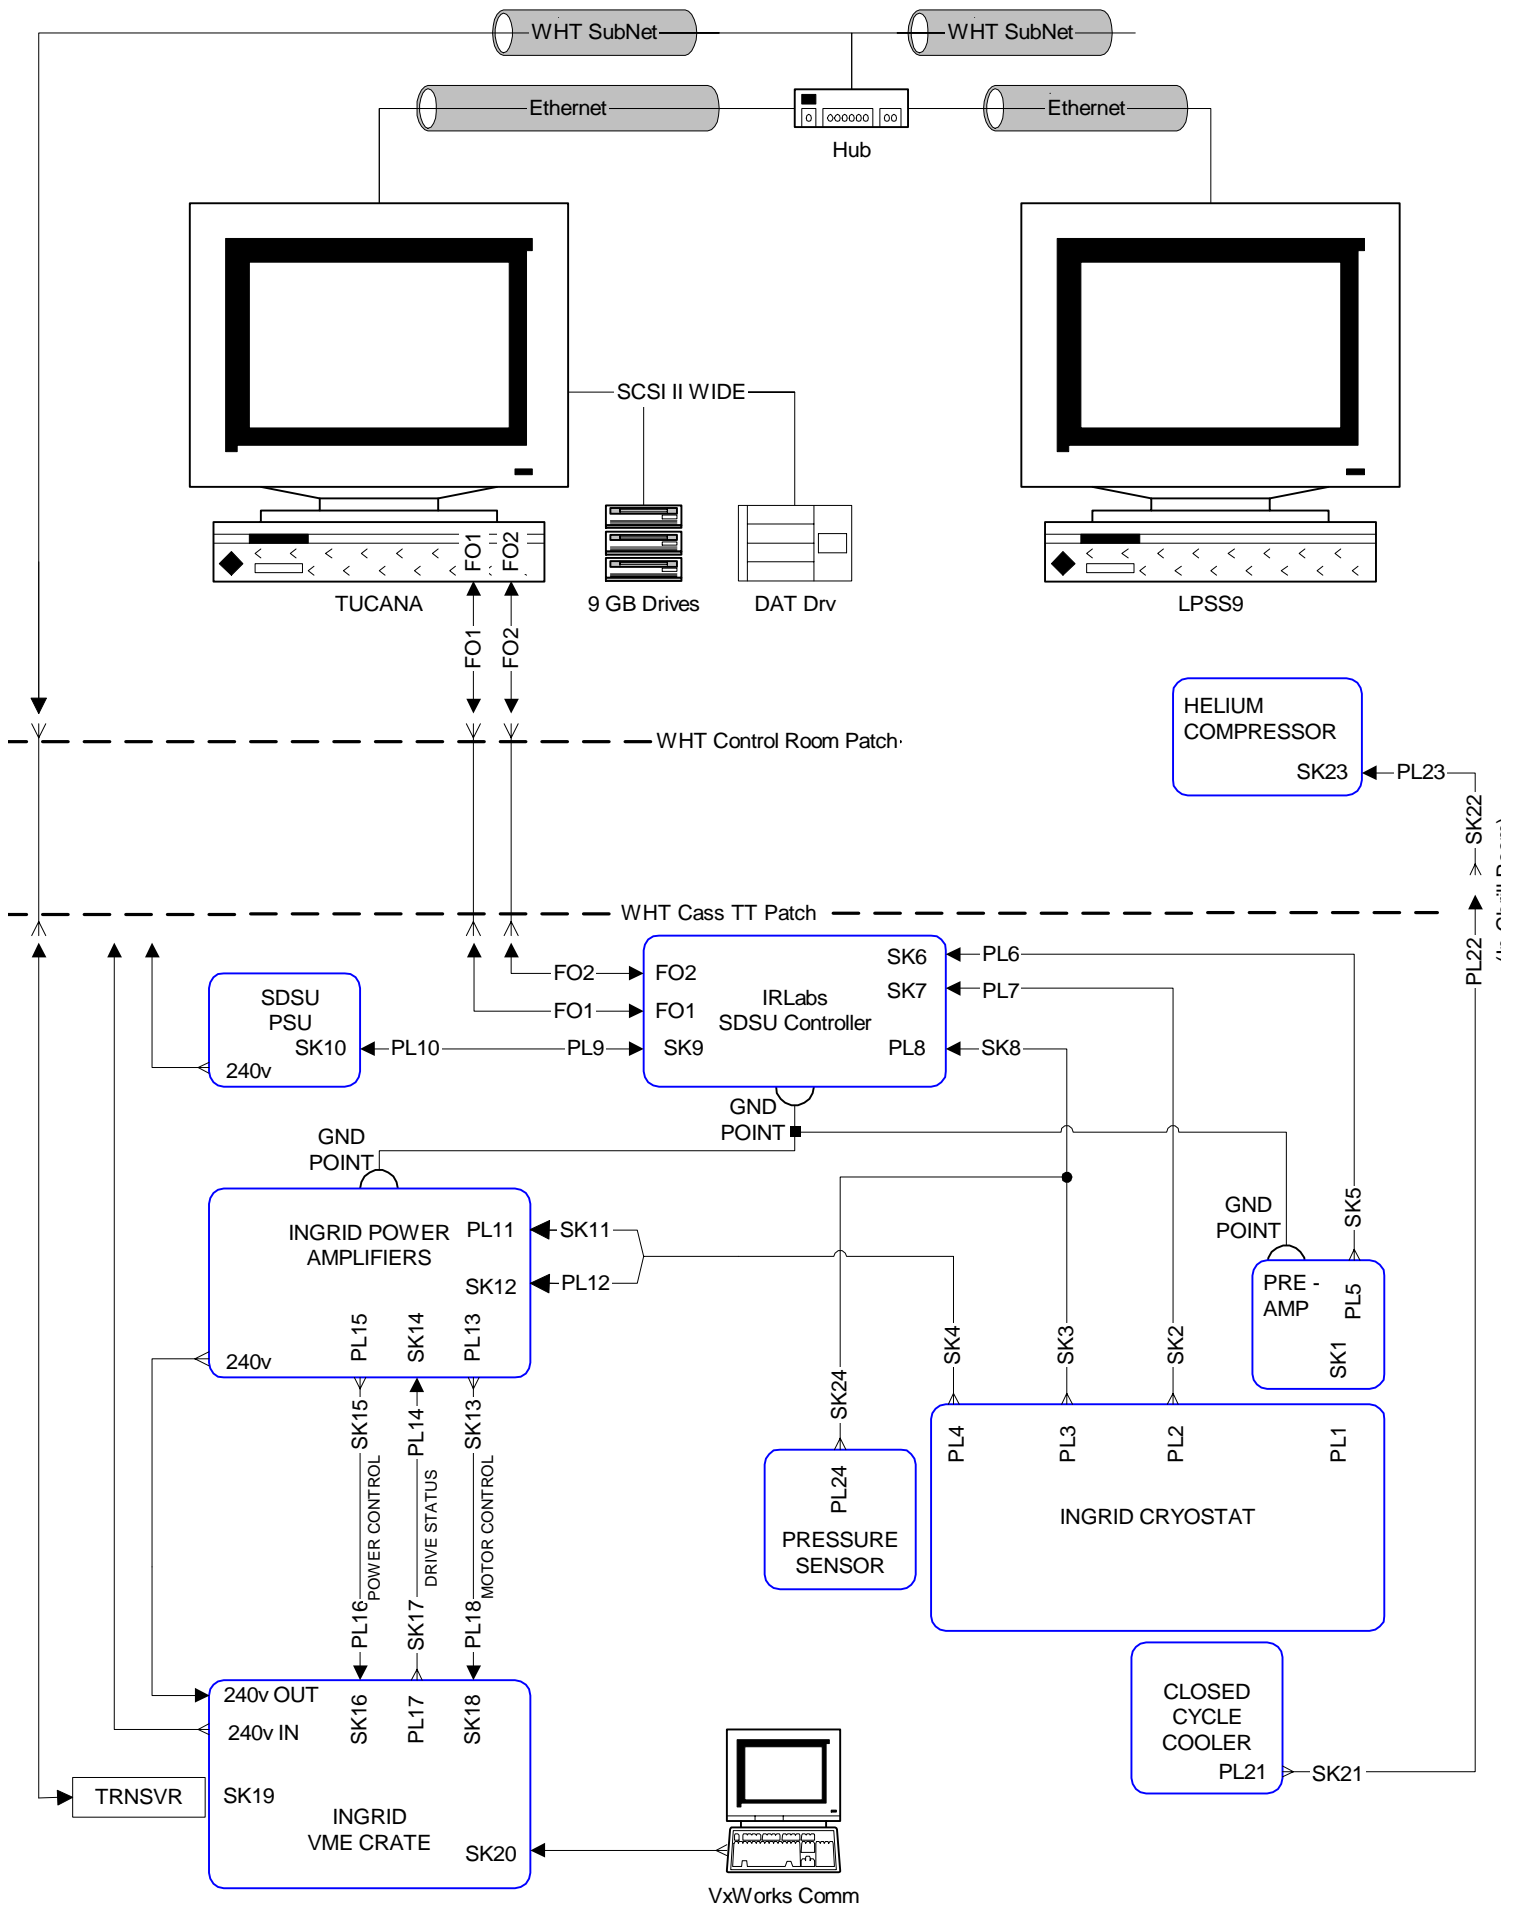 WHT SubNet
WHT SubNet
Ethernet
Ethernet
Hub
SCSI II WIDE
FO1
FO2
TUCANA
9 GB Drives
DAT Drv
LPSS9
FO1
FO2
HELIUM
COMPRESSOR
SK23
PL23
WHT Control Room Patch
SK22
WHT Cass TT Patch
PL22
SDSU
PSU
SK10
240v
PL10
PL9
FO2
FO1
FO2
FO1
SK9
IRLabs
SDSU Controller
SK6
SK7
PL8
PL6
PL7
SK8
GND
POINT
GND
POINT
GND
POINT
SK5
INGRID POWER
AMPLIFIERS
PL11
SK12
SK11
PL12
PL15
SK14
PL13
240v
PRE -
AMP
PL5
SK1
SK4
SK3
SK2
SK24
SK15
PL14
SK13
POWER CONTROL
DRIVE STATUS
MOTOR CONTROL
PL16
SK17
PL18
PL24
PRESSURE
SENSOR
PL4
PL3
PL2
PL1
INGRID CRYOSTAT
240v OUT
240v IN
SK16
PL17
SK18
TRNSVR
SK19
INGRID
VME CRATE
SK20
VxWorks Comm
CLOSED
CYCLE
COOLER
PL21
SK21